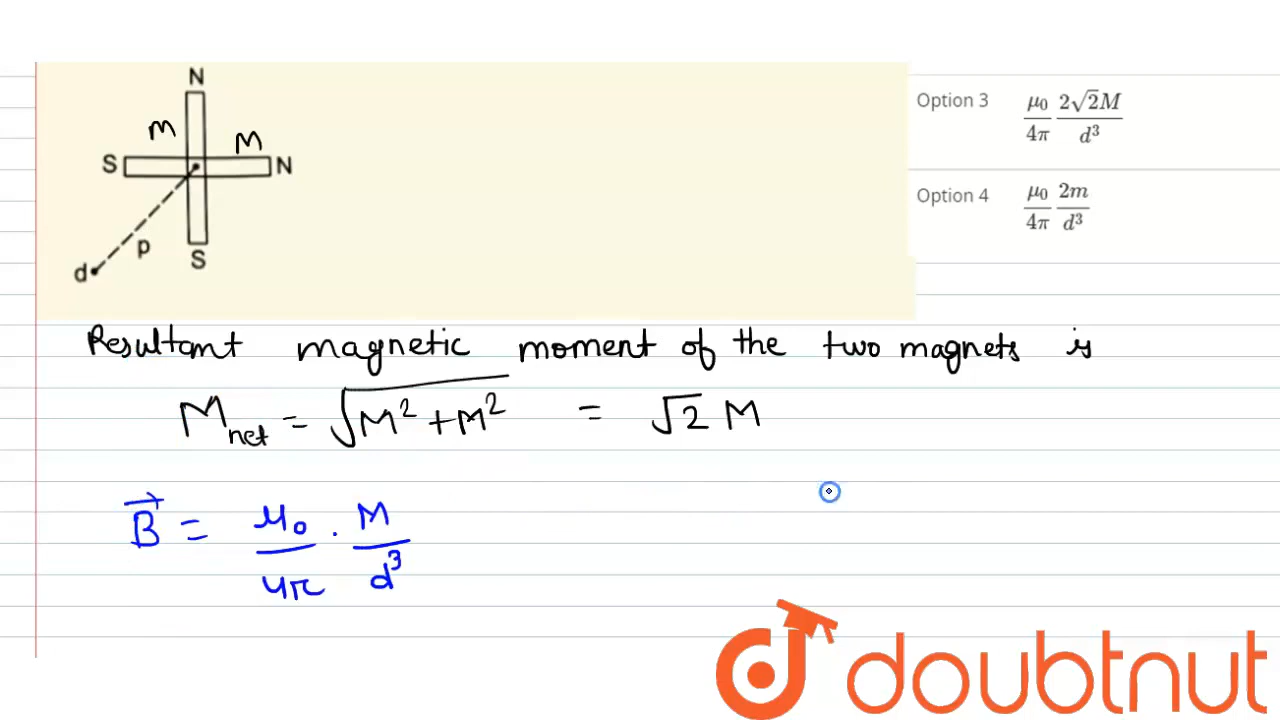 N
M
M
S
N
p
d
S
Option 3 μ₀/4π 2√2M/d³
Option 4 μ₀/4π 2m/d³
Resultant magnetic moment of the two magnets is
M_net = √(M² + M²) = √2 M
B⃗ = μ₀/4π · M/d³
doubtnut